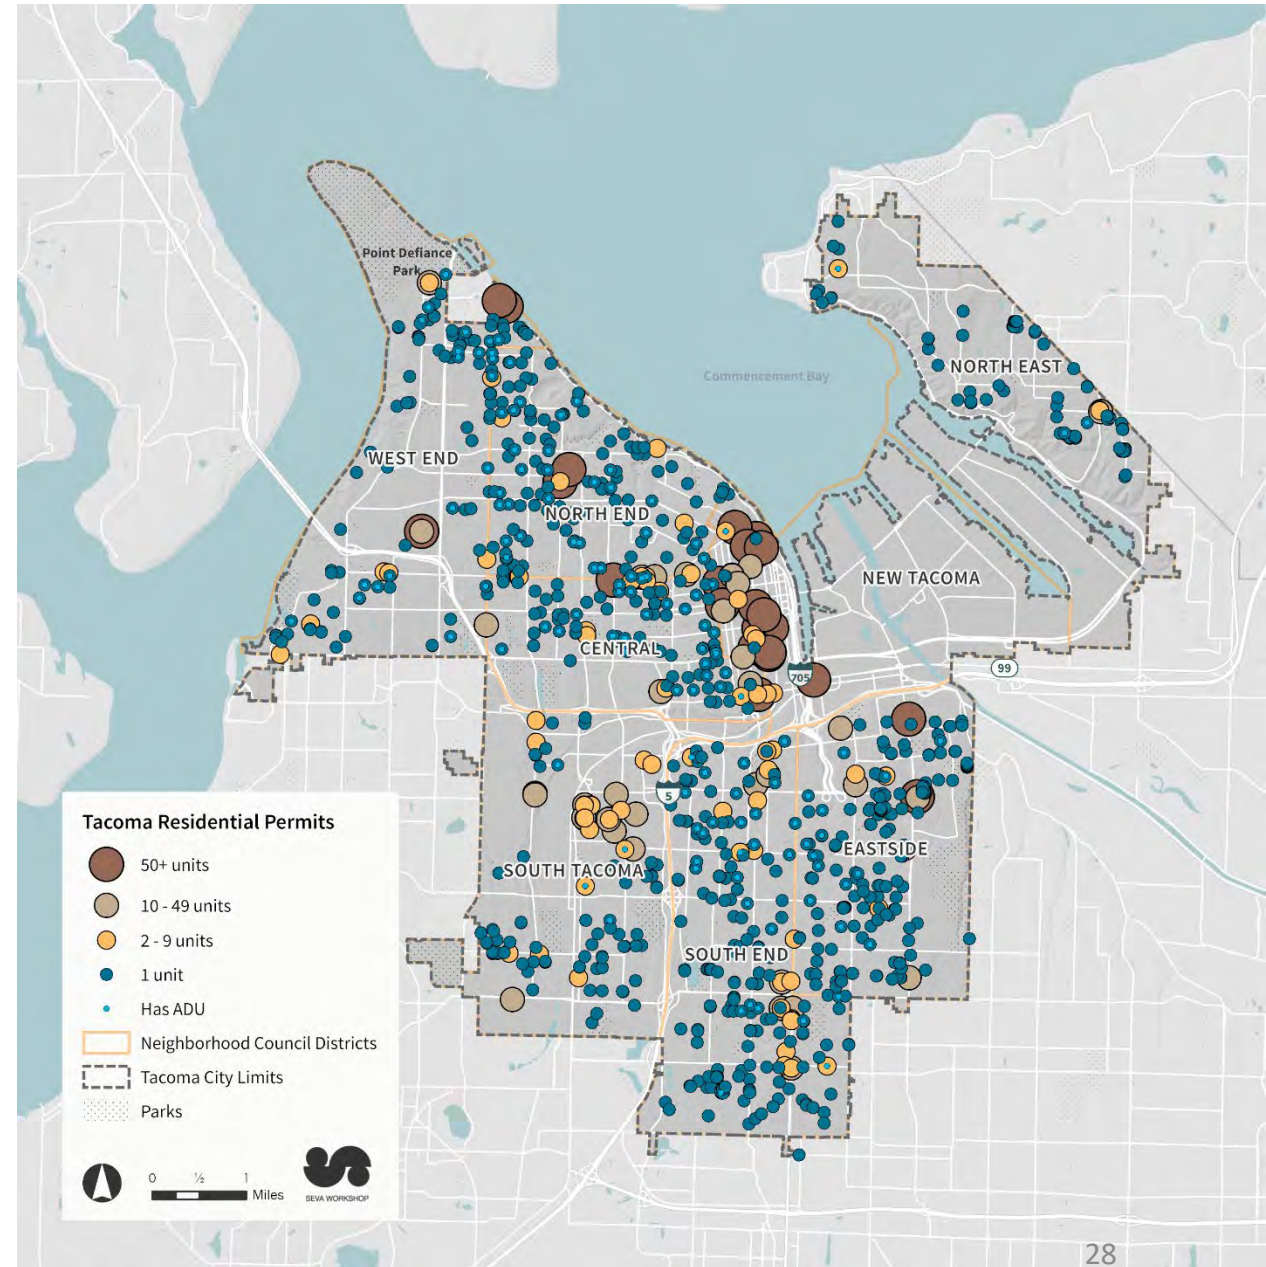 Point Defiance
Park
Commencement Bay
NORTH EAST
WEST END
NORTH END
NEW TACOMA
CENTRAL
99
705
5
EASTSIDE
SOUTH TACOMA
SOUTH END
Tacoma Residential Permits
50+ units
10 - 49 units
2 - 9 units
1 unit
Has ADU
Neighborhood Council Districts
Tacoma City Limits
Parks
0 ½ 1
Miles
SEVA WORKSHOP
28